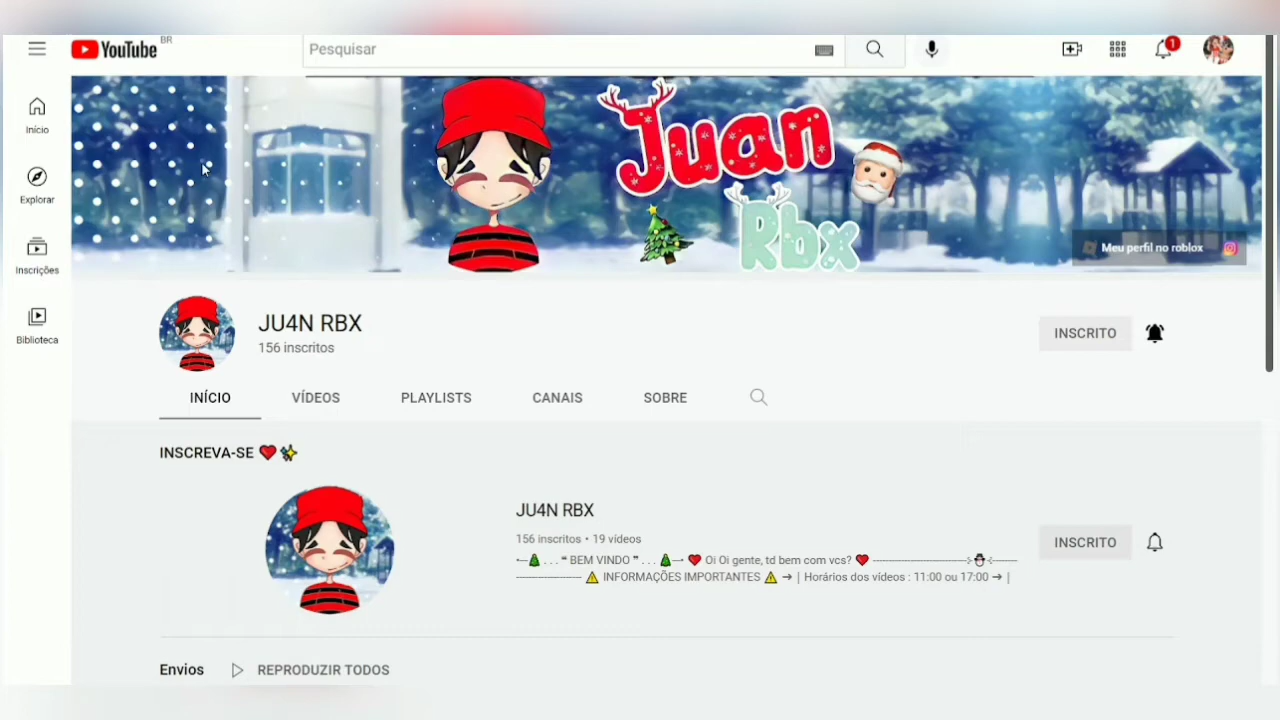 YouTube BR
Pesquisar
1
Início
Explorar
Inscrições
Biblioteca
Juan
Rbx
Meu perfil no roblox
JU4N RBX
156 inscritos
INSCRITO
INÍCIO VÍDEOS PLAYLISTS CANAIS SOBRE
INSCREVA-SE ❤️ ✨
JU4N RBX
156 inscritos • 19 vídeos
•—🎄. . . ❝ BEM VINDO ❞ . . . 🎄—• ❤️ Oi Oi gente, td bem com vcs? ❤️ ----------------------------⊹⛄⊹-------
-------------------- ⚠️ INFORMAÇÕES IMPORTANTES ⚠️ ➔ | Horários dos vídeos : 11:00 ou 17:00 ➔ |
INSCRITO
Envios REPRODUZIR TODOS